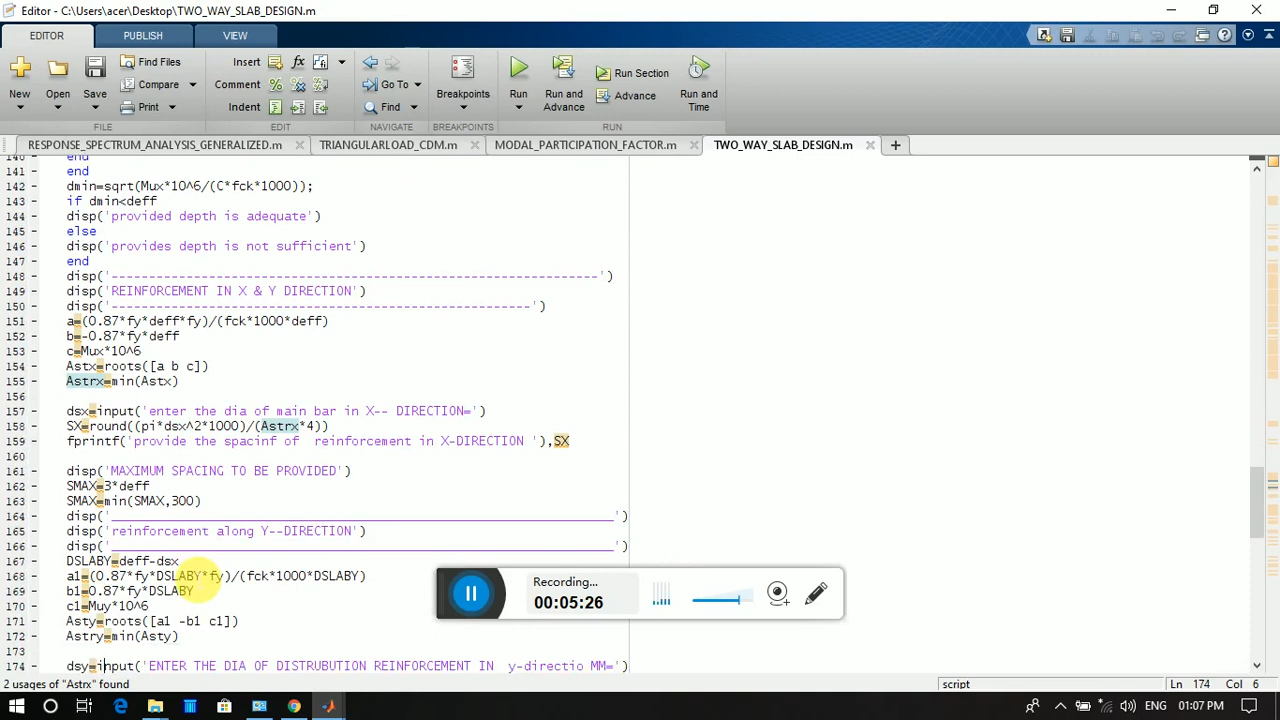 Editor - C:\Users\acer\Desktop\TWO_WAY_SLAB_DESIGN.m
EDITOR PUBLISH VIEW
New Open Save Find Files Compare Print
Insert Comment Indent
Go To Find
Breakpoints
Run Run and Advance Run Section Advance Run and Time
FILE EDIT NAVIGATE BREAKPOINTS RUN
RESPONSE_SPECTRUM_ANALYSIS_GENERALIZED.m TRIANGULARLOAD_CDM.m MODAL_PARTICIPATION_FACTOR.m TWO_WAY_SLAB_DESIGN.m
140 - end
141 - end
142 - dmin=sqrt(Mux*10^6/(C*fck*1000));
143 - if dmin<deff
144 - disp('provided depth is adequate')
145 - else
146 - disp('provides depth is not sufficient')
147 - end
148 - disp('-----------------------------------------------------------------')
149 - disp('REINFORCEMENT IN X & Y DIRECTION')
150 - disp('--------------------------------------------------------')
151 - a=(0.87*fy*deff*fy)/(fck*1000*deff)
152 - b=-0.87*fy*deff
153 - c=Mux*10^6
154 - Astx=roots([a b c])
155 - Astrx=min(Astx)
156
157 - dsx=input('enter the dia of main bar in X-- DIRECTION=')
158 - SX=round((pi*dsx^2*1000)/(Astrx*4))
159 - fprintf('provide the spacinf of  reinforcement in X-DIRECTION '),SX
160
161 - disp('MAXIMUM SPACING TO BE PROVIDED')
162 - SMAX=3*deff
163 - SMAX=min(SMAX,300)
164 - disp('___________________________________________________________________')
165 - disp('reinforcement along Y--DIRECTION')
166 - disp('___________________________________________________________________')
167 - DSLABY=deff-dsx
168 - a1=(0.87*fy*DSLABY*fy)/(fck*1000*DSLABY)
169 - b1=0.87*fy*DSLABY
170 - c1=Muy*10^6
171 - Asty=roots([a1 -b1 c1])
172 - Astry=min(Asty)
173
174 - dsy=input('ENTER THE DIA OF DISTRUBUTION REINFORCEMENT IN  y-directio MM=')
Recording...
00:05:26
2 usages of "Astrx" found script Ln 174 Col 6
ENG 01:07 PM